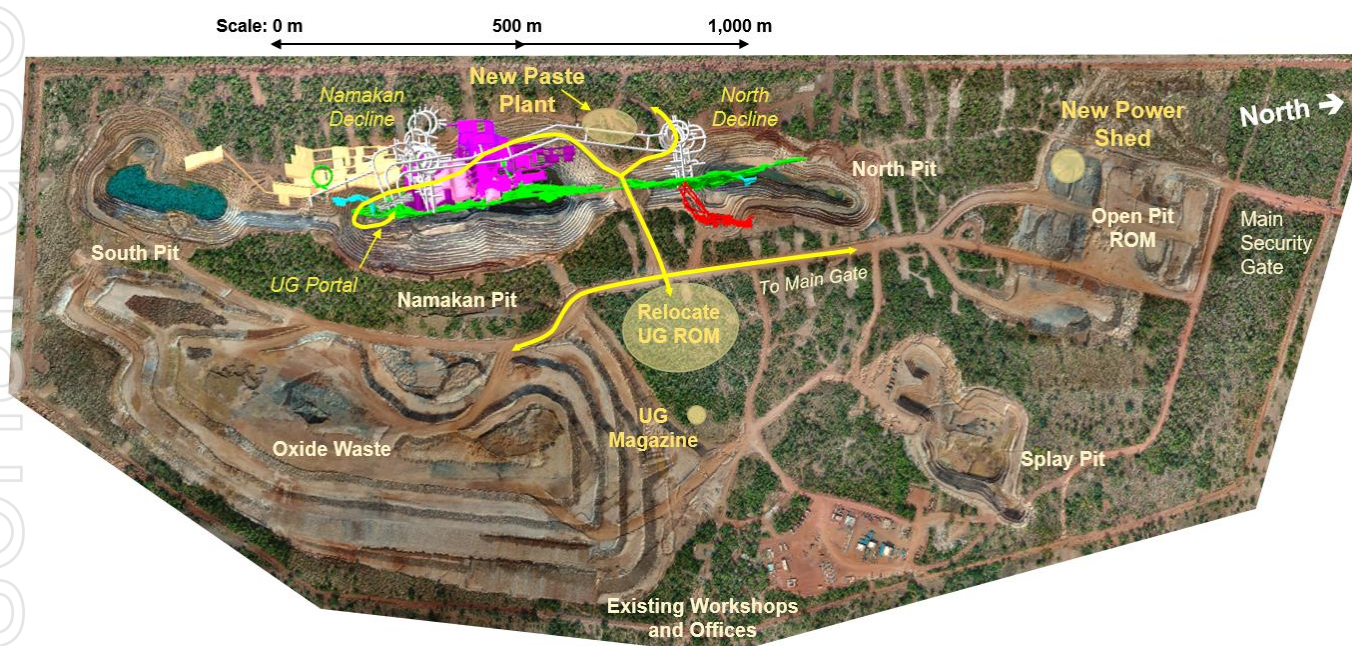 Scale: 0 m 500 m 1,000 m
New Paste
Plant
Namakan
Decline
North
Decline
New Power
Shed
North
North Pit
Open Pit
ROM
Main
Security
Gate
South Pit
UG Portal
Namakan Pit
To Main Gate
Relocate
UG ROM
UG
Magazine
Oxide Waste
Splay Pit
Existing Workshops
and Offices